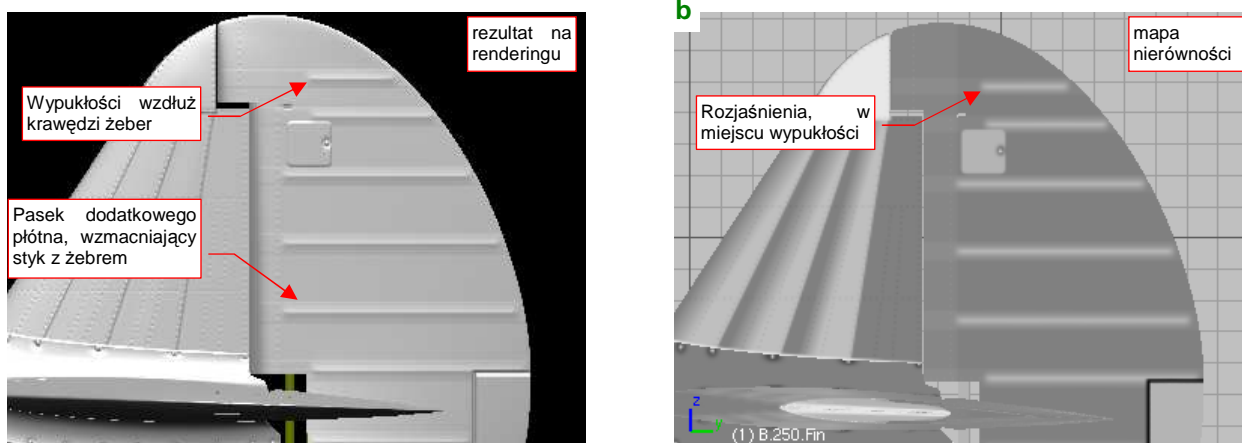 rezultat na
renderingu
Wypukłości wzdłuż
krawędzi żeber
Pasek dodatkowego
płótna, wzmacniający
styk z żebrem
b
mapa
nierówności
Rozjaśnienia, w
miejscu wypukłości
z
y
(1) B.250.Fin